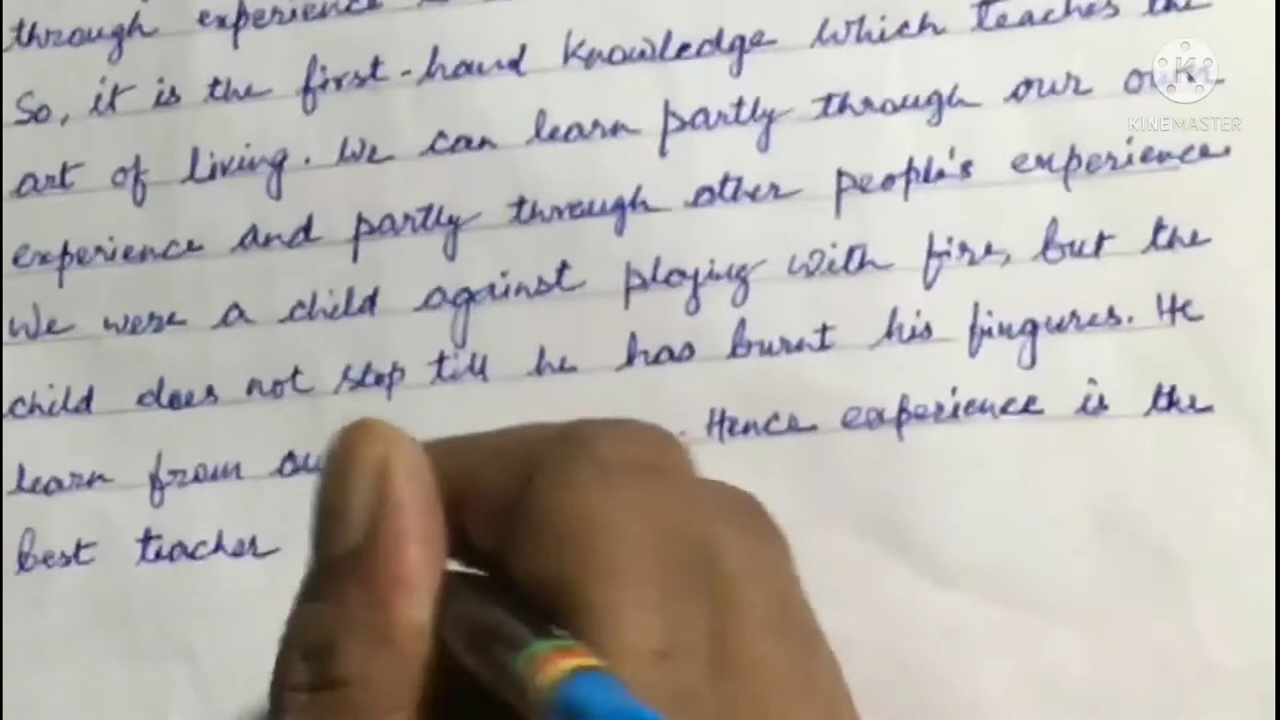 through experience
So, it is the first-hand knowledge which teaches the
art of living. We can learn partly through our own
experience and partly through other people's experience.
We were a child against playing with fire, but the
child does not stop till he has burnt his fingures. He
learn from Hence experience is the
best teacher
KINEMASTER